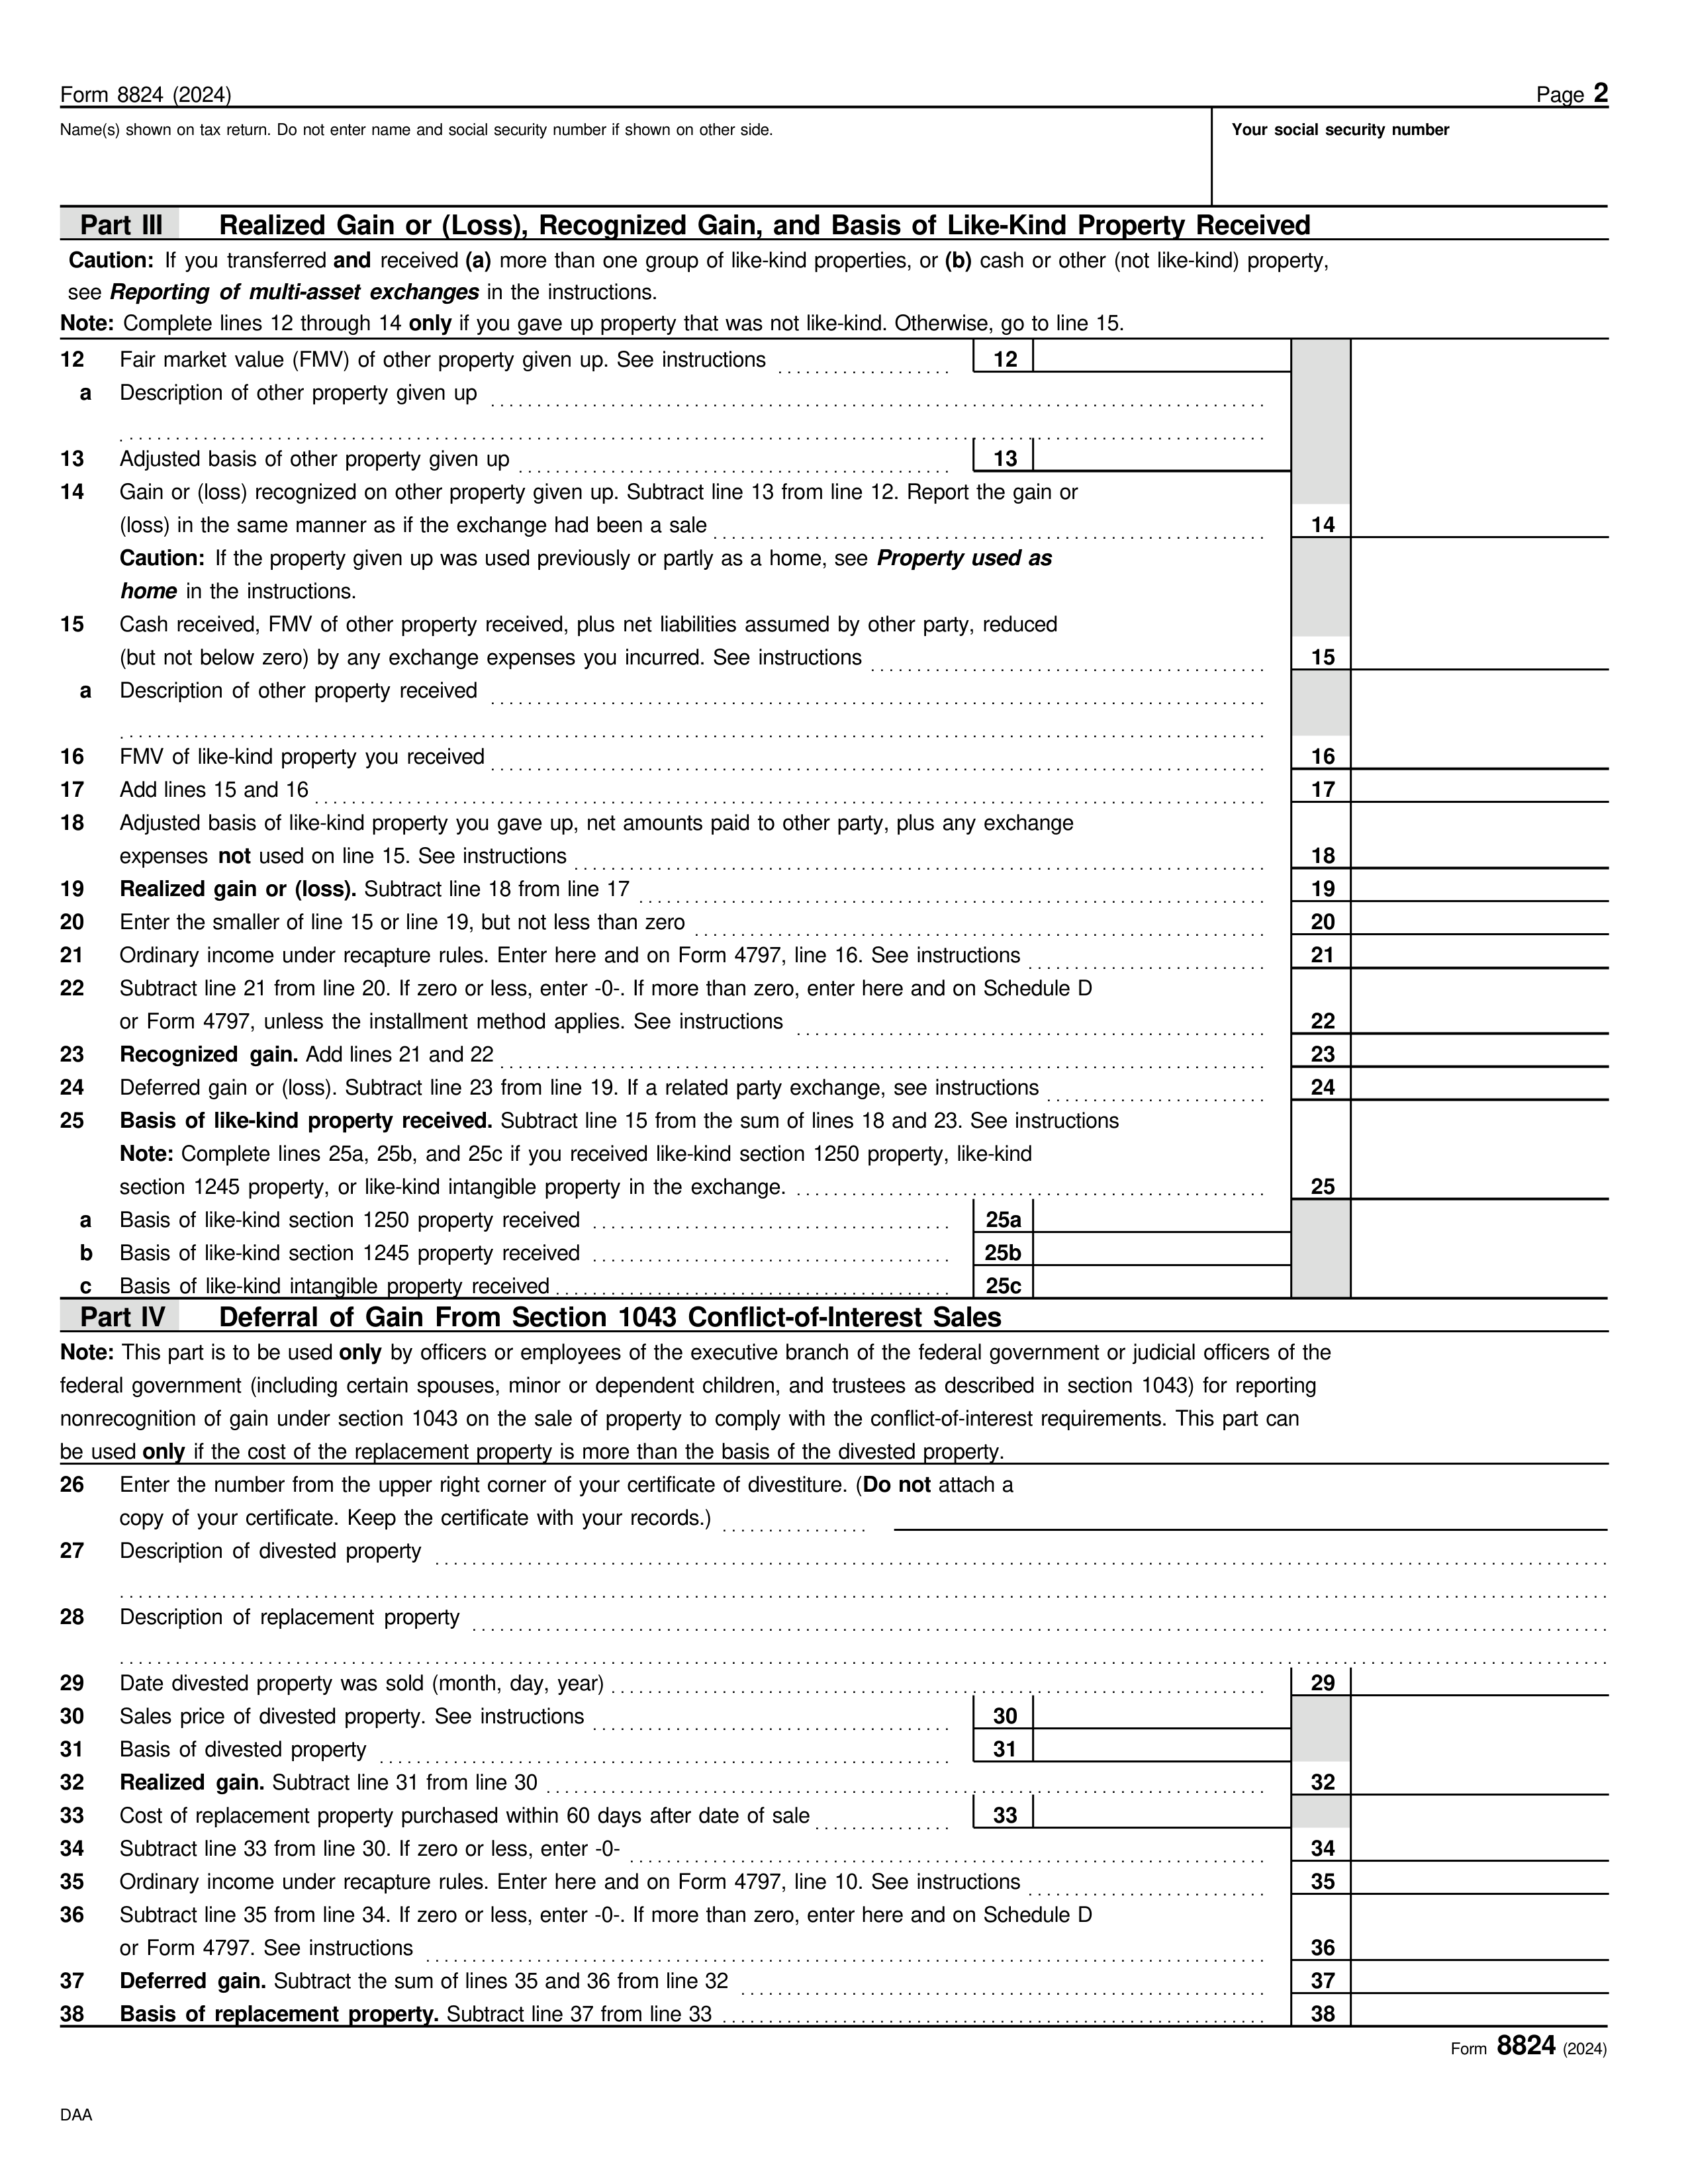 Form 8824 (2024) Page 2
Name(s) shown on tax return. Do not enter name and social security number if shown on other side. Your social security number
Part III Realized Gain or (Loss), Recognized Gain, and Basis of Like-Kind Property Received
Caution: If you transferred and received (a) more than one group of like-kind properties, or (b) cash or other (not like-kind) property,
see Reporting of multi-asset exchanges in the instructions.
Note: Complete lines 12 through 14 only if you gave up property that was not like-kind. Otherwise, go to line 15.
12 Fair market value (FMV) of other property given up. See instructions 12
a Description of other property given up
13 Adjusted basis of other property given up 13
14 Gain or (loss) recognized on other property given up. Subtract line 13 from line 12. Report the gain or
(loss) in the same manner as if the exchange had been a sale 14
Caution: If the property given up was used previously or partly as a home, see Property used as
home in the instructions.
15 Cash received, FMV of other property received, plus net liabilities assumed by other party, reduced
(but not below zero) by any exchange expenses you incurred. See instructions 15
a Description of other property received
16 FMV of like-kind property you received 16
17 Add lines 15 and 16 17
18 Adjusted basis of like-kind property you gave up, net amounts paid to other party, plus any exchange
expenses not used on line 15. See instructions 18
19 Realized gain or (loss). Subtract line 18 from line 17 19
20 Enter the smaller of line 15 or line 19, but not less than zero 20
21 Ordinary income under recapture rules. Enter here and on Form 4797, line 16. See instructions 21
22 Subtract line 21 from line 20. If zero or less, enter -0-. If more than zero, enter here and on Schedule D
or Form 4797, unless the installment method applies. See instructions 22
23 Recognized gain. Add lines 21 and 22 23
24 Deferred gain or (loss). Subtract line 23 from line 19. If a related party exchange, see instructions 24
25 Basis of like-kind property received. Subtract line 15 from the sum of lines 18 and 23. See instructions
Note: Complete lines 25a, 25b, and 25c if you received like-kind section 1250 property, like-kind
section 1245 property, or like-kind intangible property in the exchange. 25
a Basis of like-kind section 1250 property received 25a
b Basis of like-kind section 1245 property received 25b
c Basis of like-kind intangible property received 25c
Part IV Deferral of Gain From Section 1043 Conflict-of-Interest Sales
Note: This part is to be used only by officers or employees of the executive branch of the federal government or judicial officers of the
federal government (including certain spouses, minor or dependent children, and trustees as described in section 1043) for reporting
nonrecognition of gain under section 1043 on the sale of property to comply with the conflict-of-interest requirements. This part can
be used only if the cost of the replacement property is more than the basis of the divested property.
26 Enter the number from the upper right corner of your certificate of divestiture. (Do not attach a
copy of your certificate. Keep the certificate with your records.)
27 Description of divested property
28 Description of replacement property
29 Date divested property was sold (month, day, year) 29
30 Sales price of divested property. See instructions 30
31 Basis of divested property 31
32 Realized gain. Subtract line 31 from line 30 32
33 Cost of replacement property purchased within 60 days after date of sale 33
34 Subtract line 33 from line 30. If zero or less, enter -0- 34
35 Ordinary income under recapture rules. Enter here and on Form 4797, line 10. See instructions 35
36 Subtract line 35 from line 34. If zero or less, enter -0-. If more than zero, enter here and on Schedule D
or Form 4797. See instructions 36
37 Deferred gain. Subtract the sum of lines 35 and 36 from line 32 37
38 Basis of replacement property. Subtract line 37 from line 33 38
Form 8824 (2024)
DAA